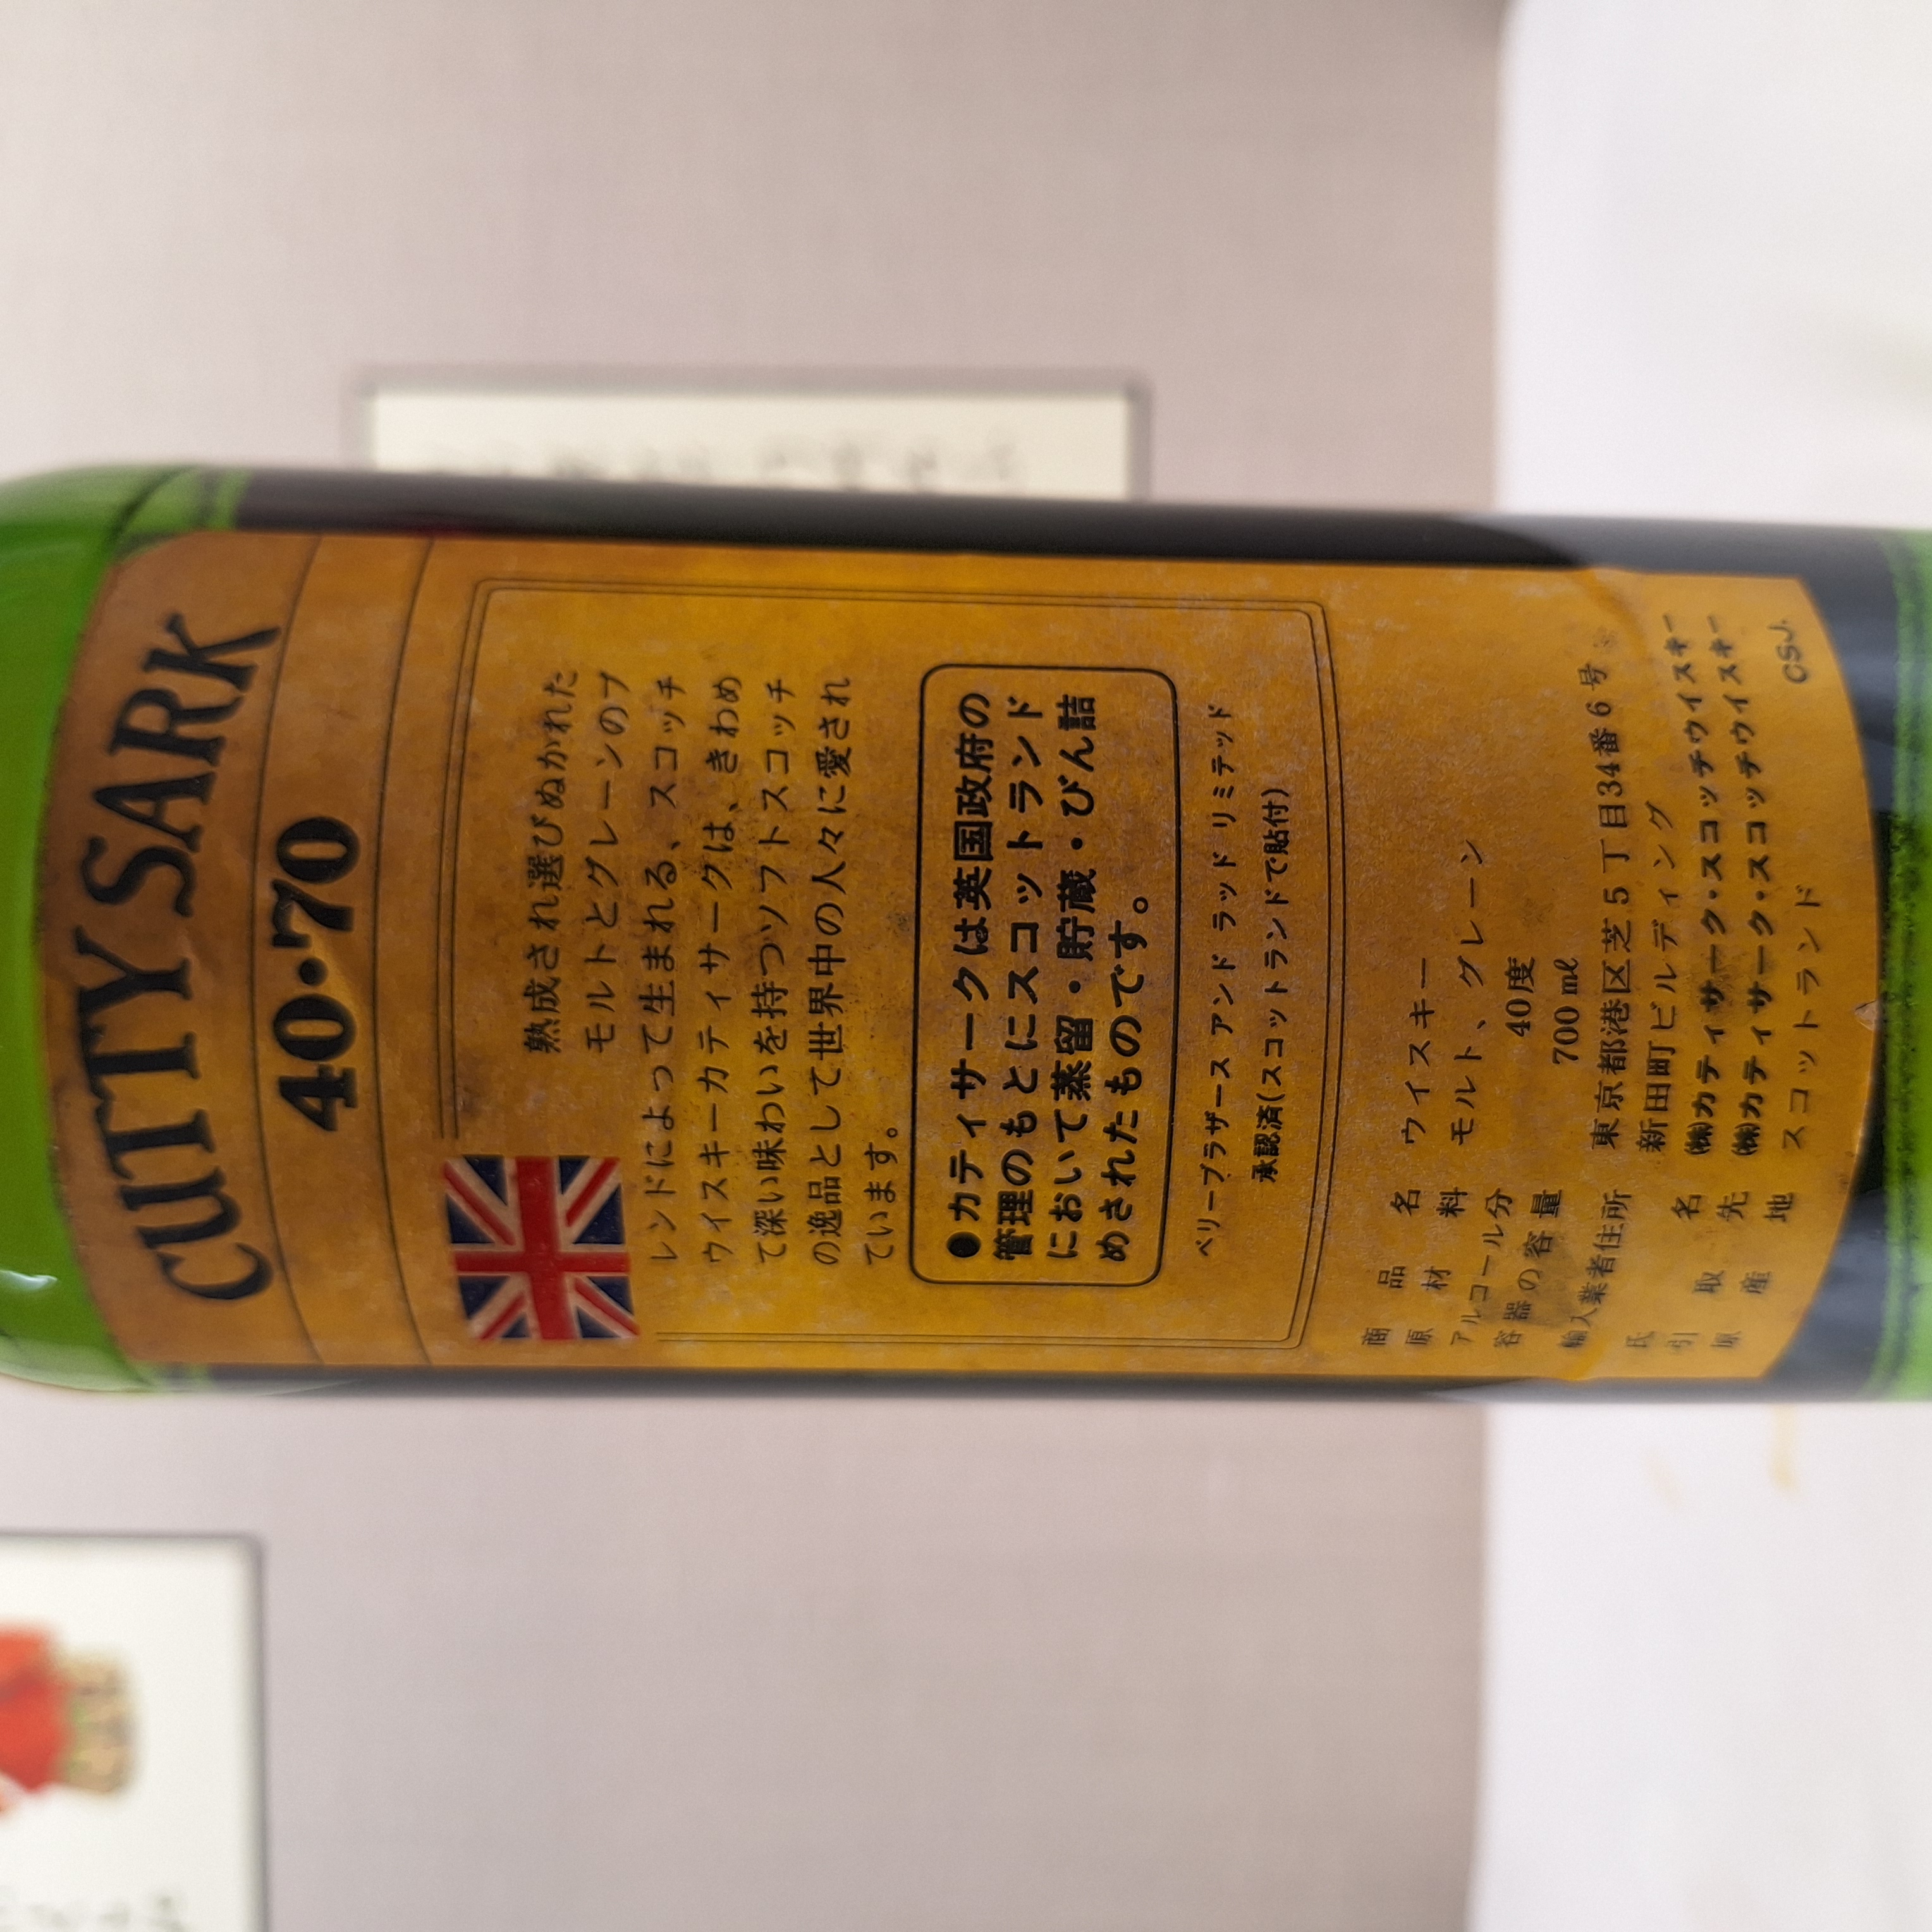 CUTTY SARK
40・70
熟成され選びぬかれた
モルトとグレーンのブ
レンドによって生まれる、スコッチ
ウイスキーカティサークは、きわめ
て深い味わいを持つソフトスコッチ
の逸品として世界中の人々に愛され
ています。
●カティサークは英国政府の
管理のもとにスコットランド
において蒸留・貯蔵・びん詰
めされたものです。
ベリーブラザース アンド ラッド リミテッド
承認済(スコットランドで貼付)
商品名 ウイスキー
原材料 モルト、グレーン
アルコール分 40度
容器の容量 700㎖
輸入業者住所 東京都港区芝5丁目34番6号
新田町ビルディング
氏名 ㈱カティサーク・スコッチウイスキー
引取先 ㈱カティサーク・スコッチウイスキー
原産地 スコットランド
CSJ.